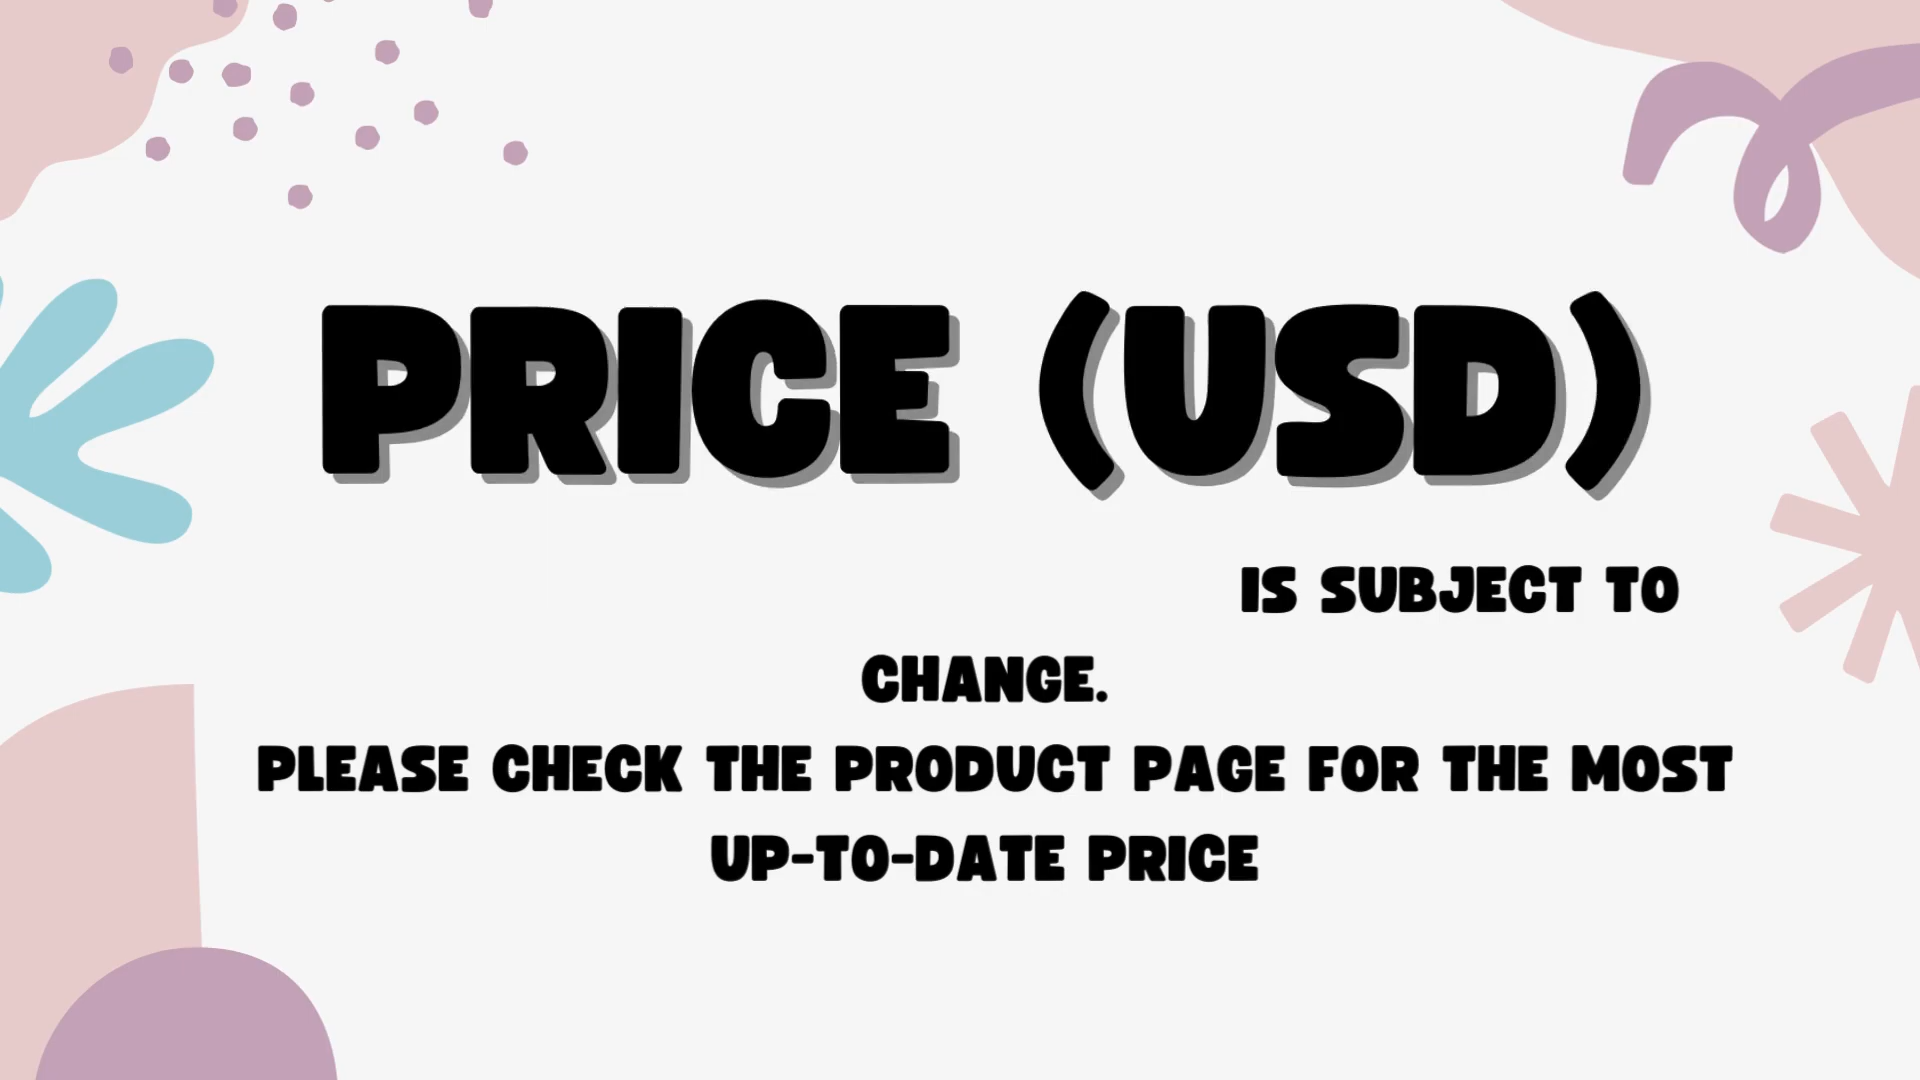 PRICE (USD)
IS SUBJECT TO
CHANGE.
PLEASE CHECK THE PRODUCT PAGE FOR THE MOST
UP-TO-DATE PRICE